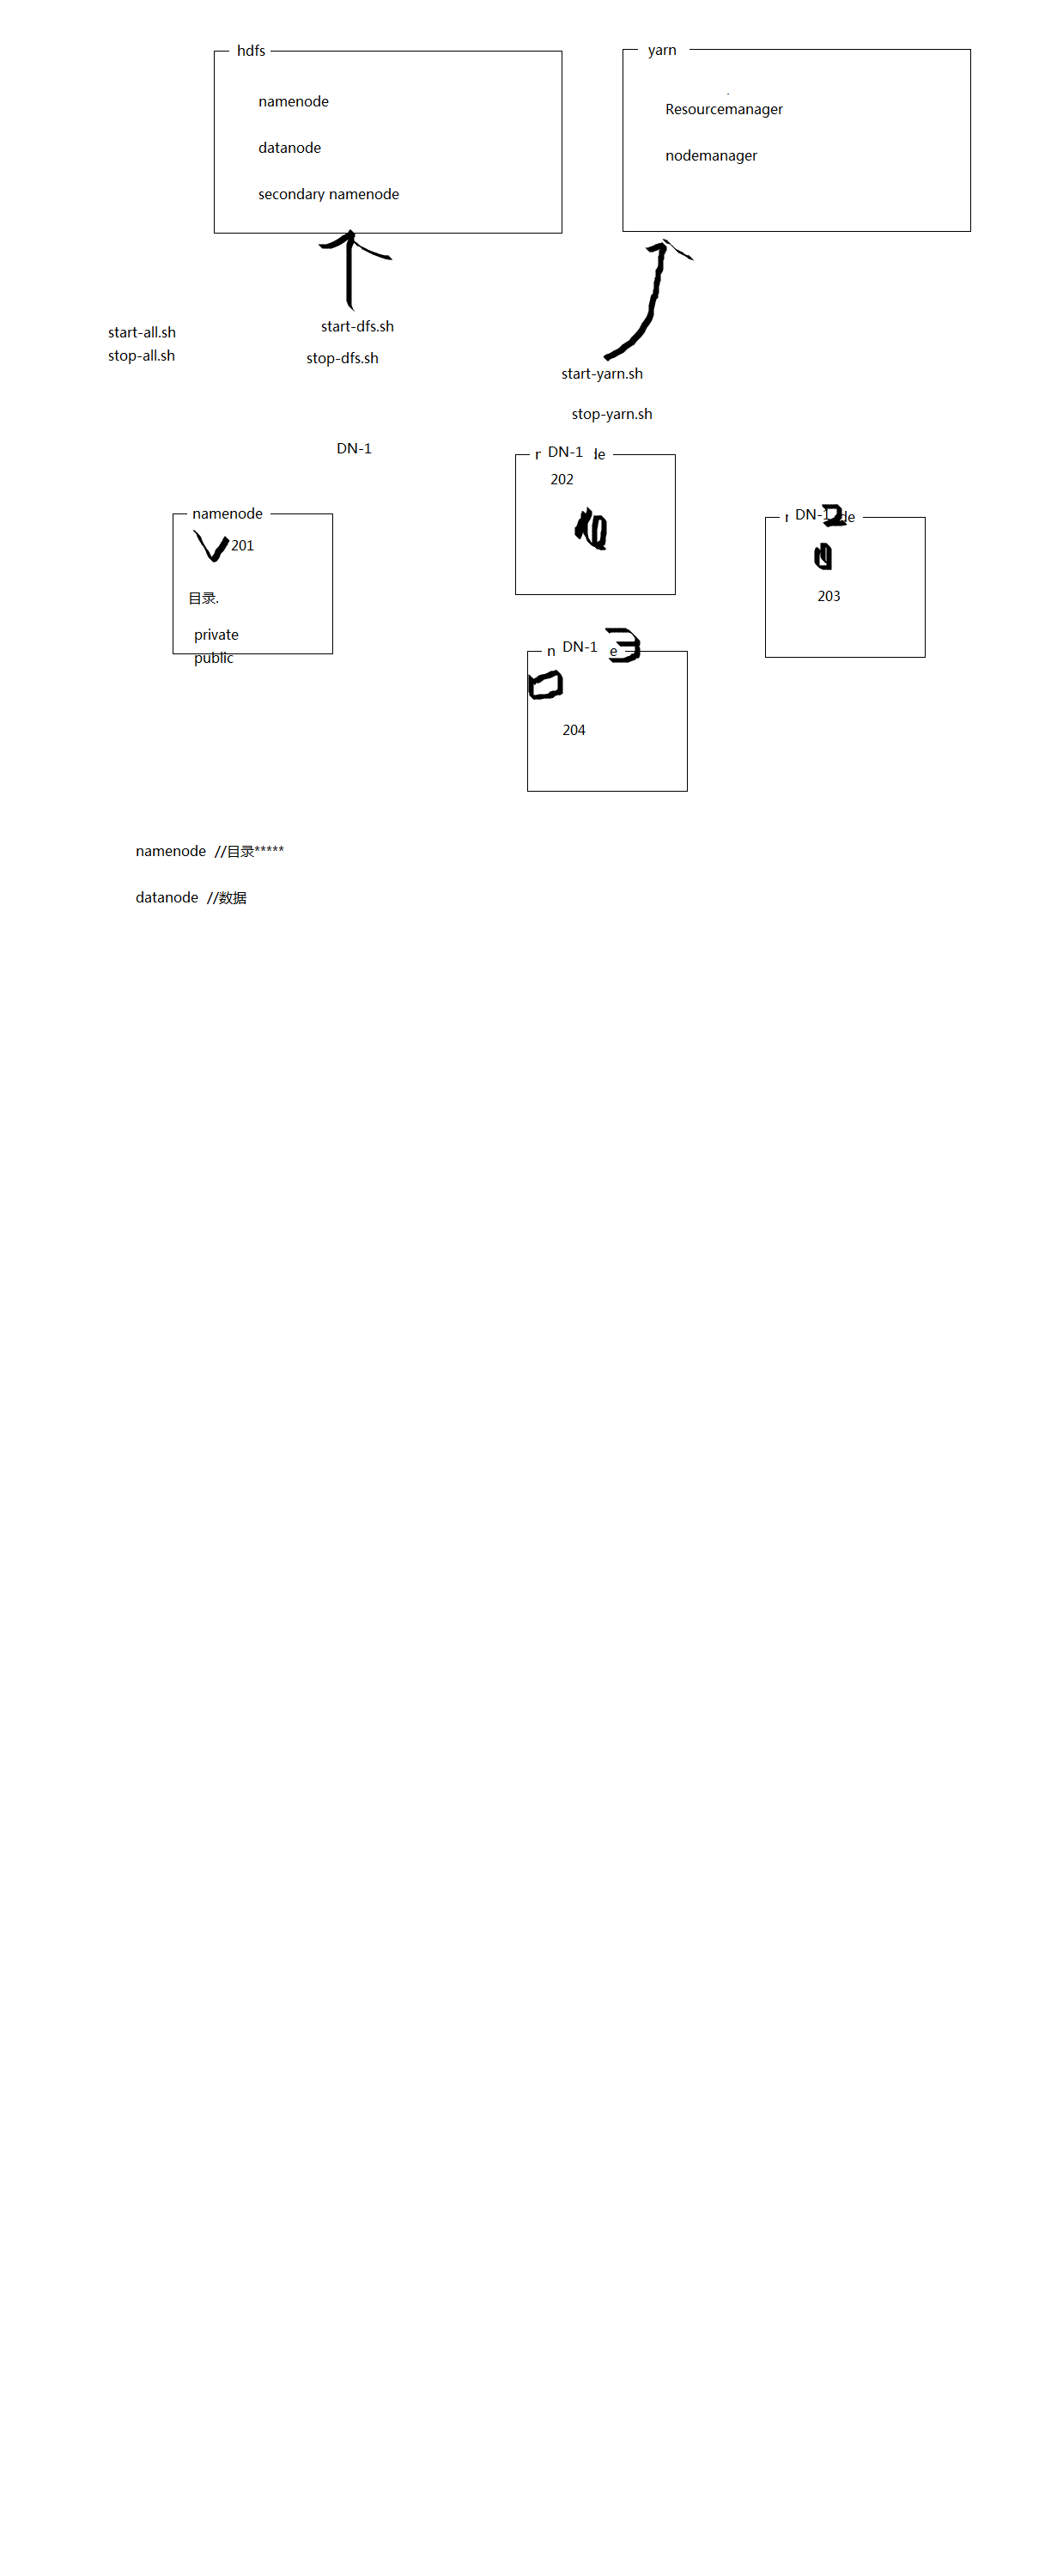 hdfs
namenode
datanode
secondary namenode
yarn
Resourcemanager
nodemanager
start-all.sh
stop-all.sh
start-dfs.sh
stop-dfs.sh
start-yarn.sh
stop-yarn.sh
DN-1
namenode
201
目录.
private
public
DN-1
202
DN-1 2
203
DN-1 3
204
namenode //目录*****
datanode //数据